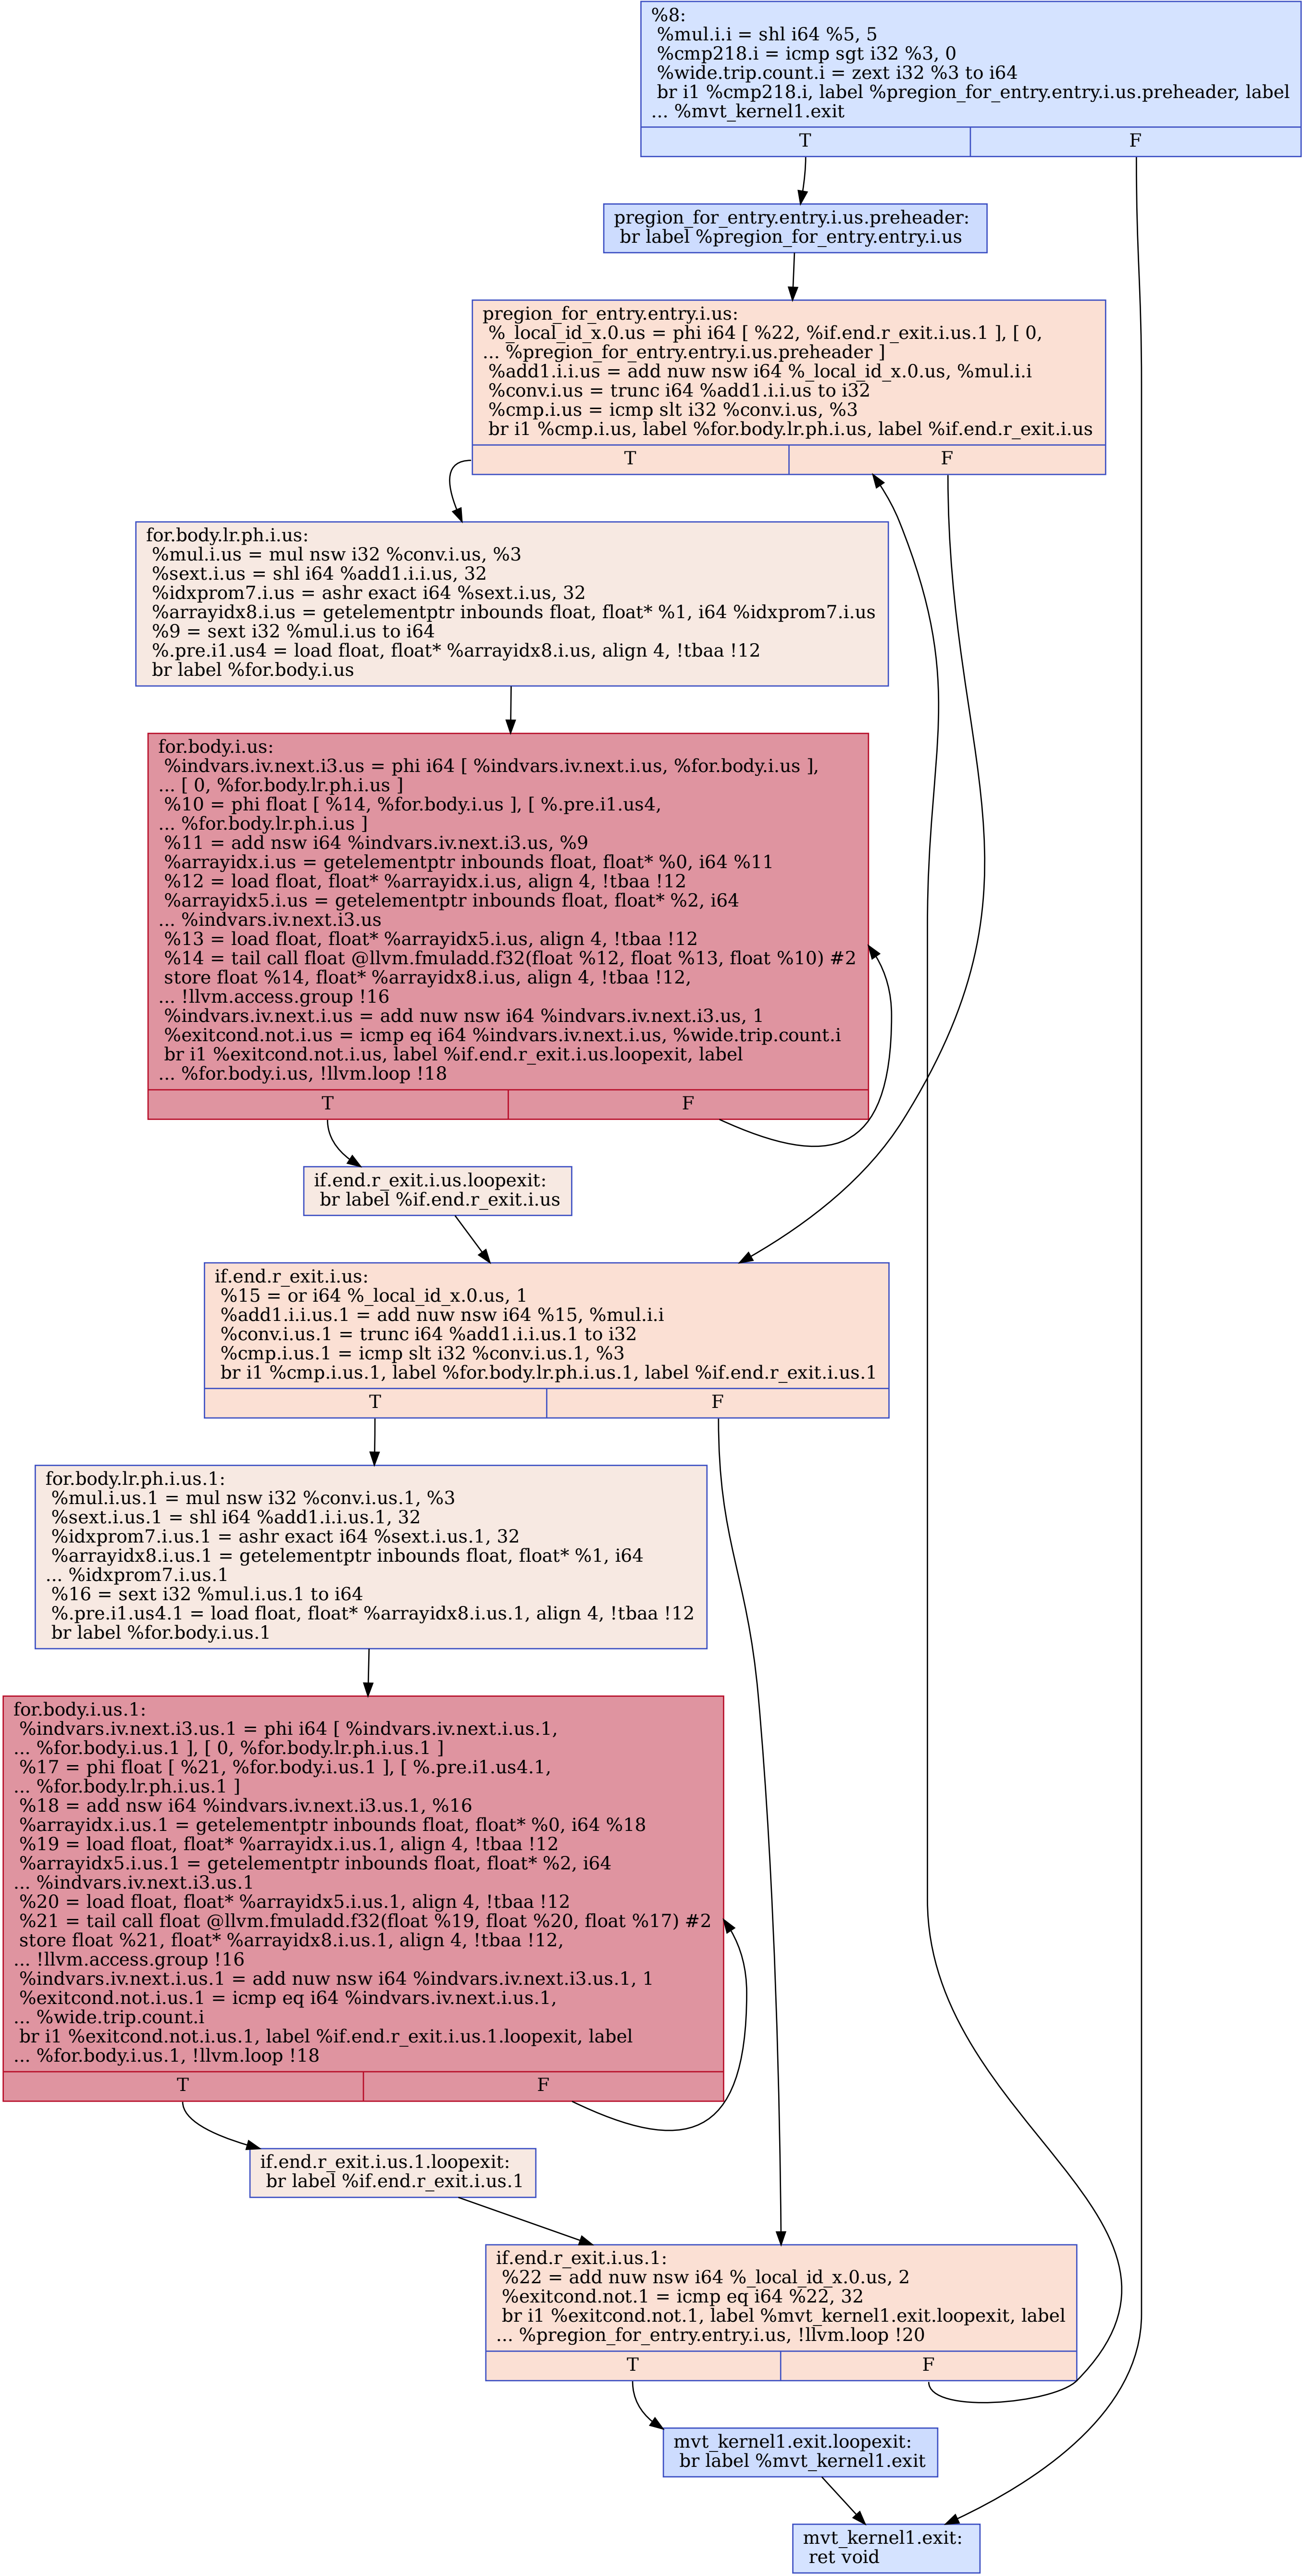 %8:
%mul.i.i = shl i64 %5, 5
%cmp218.i = icmp sgt i32 %3, 0
%wide.trip.count.i = zext i32 %3 to i64
br i1 %cmp218.i, label %pregion_for_entry.entry.i.us.preheader, label
... %mvt_kernel1.exit
T F
pregion_for_entry.entry.i.us.preheader:
br label %pregion_for_entry.entry.i.us
pregion_for_entry.entry.i.us:
%_local_id_x.0.us = phi i64 [ %22, %if.end.r_exit.i.us.1 ], [ 0,
... %pregion_for_entry.entry.i.us.preheader ]
%add1.i.i.us = add nuw nsw i64 %_local_id_x.0.us, %mul.i.i
%conv.i.us = trunc i64 %add1.i.i.us to i32
%cmp.i.us = icmp slt i32 %conv.i.us, %3
br i1 %cmp.i.us, label %for.body.lr.ph.i.us, label %if.end.r_exit.i.us
T F
for.body.lr.ph.i.us:
%mul.i.us = mul nsw i32 %conv.i.us, %3
%sext.i.us = shl i64 %add1.i.i.us, 32
%idxprom7.i.us = ashr exact i64 %sext.i.us, 32
%arrayidx8.i.us = getelementptr inbounds float, float* %1, i64 %idxprom7.i.us
%9 = sext i32 %mul.i.us to i64
%.pre.i1.us4 = load float, float* %arrayidx8.i.us, align 4, !tbaa !12
br label %for.body.i.us
for.body.i.us:
%indvars.iv.next.i3.us = phi i64 [ %indvars.iv.next.i.us, %for.body.i.us ],
... [ 0, %for.body.lr.ph.i.us ]
%10 = phi float [ %14, %for.body.i.us ], [ %.pre.i1.us4,
... %for.body.lr.ph.i.us ]
%11 = add nsw i64 %indvars.iv.next.i3.us, %9
%arrayidx.i.us = getelementptr inbounds float, float* %0, i64 %11
%12 = load float, float* %arrayidx.i.us, align 4, !tbaa !12
%arrayidx5.i.us = getelementptr inbounds float, float* %2, i64
... %indvars.iv.next.i3.us
%13 = load float, float* %arrayidx5.i.us, align 4, !tbaa !12
%14 = tail call float @llvm.fmuladd.f32(float %12, float %13, float %10) #2
store float %14, float* %arrayidx8.i.us, align 4, !tbaa !12,
... !llvm.access.group !16
%indvars.iv.next.i.us = add nuw nsw i64 %indvars.iv.next.i3.us, 1
%exitcond.not.i.us = icmp eq i64 %indvars.iv.next.i.us, %wide.trip.count.i
br i1 %exitcond.not.i.us, label %if.end.r_exit.i.us.loopexit, label
... %for.body.i.us, !llvm.loop !18
T F
if.end.r_exit.i.us.loopexit:
br label %if.end.r_exit.i.us
if.end.r_exit.i.us:
%15 = or i64 %_local_id_x.0.us, 1
%add1.i.i.us.1 = add nuw nsw i64 %15, %mul.i.i
%conv.i.us.1 = trunc i64 %add1.i.i.us.1 to i32
%cmp.i.us.1 = icmp slt i32 %conv.i.us.1, %3
br i1 %cmp.i.us.1, label %for.body.lr.ph.i.us.1, label %if.end.r_exit.i.us.1
T F
for.body.lr.ph.i.us.1:
%mul.i.us.1 = mul nsw i32 %conv.i.us.1, %3
%sext.i.us.1 = shl i64 %add1.i.i.us.1, 32
%idxprom7.i.us.1 = ashr exact i64 %sext.i.us.1, 32
%arrayidx8.i.us.1 = getelementptr inbounds float, float* %1, i64
... %idxprom7.i.us.1
%16 = sext i32 %mul.i.us.1 to i64
%.pre.i1.us4.1 = load float, float* %arrayidx8.i.us.1, align 4, !tbaa !12
br label %for.body.i.us.1
for.body.i.us.1:
%indvars.iv.next.i3.us.1 = phi i64 [ %indvars.iv.next.i.us.1,
... %for.body.i.us.1 ], [ 0, %for.body.lr.ph.i.us.1 ]
%17 = phi float [ %21, %for.body.i.us.1 ], [ %.pre.i1.us4.1,
... %for.body.lr.ph.i.us.1 ]
%18 = add nsw i64 %indvars.iv.next.i3.us.1, %16
%arrayidx.i.us.1 = getelementptr inbounds float, float* %0, i64 %18
%19 = load float, float* %arrayidx.i.us.1, align 4, !tbaa !12
%arrayidx5.i.us.1 = getelementptr inbounds float, float* %2, i64
... %indvars.iv.next.i3.us.1
%20 = load float, float* %arrayidx5.i.us.1, align 4, !tbaa !12
%21 = tail call float @llvm.fmuladd.f32(float %19, float %20, float %17) #2
store float %21, float* %arrayidx8.i.us.1, align 4, !tbaa !12,
... !llvm.access.group !16
%indvars.iv.next.i.us.1 = add nuw nsw i64 %indvars.iv.next.i3.us.1, 1
%exitcond.not.i.us.1 = icmp eq i64 %indvars.iv.next.i.us.1,
... %wide.trip.count.i
br i1 %exitcond.not.i.us.1, label %if.end.r_exit.i.us.1.loopexit, label
... %for.body.i.us.1, !llvm.loop !18
T F
if.end.r_exit.i.us.1.loopexit:
br label %if.end.r_exit.i.us.1
if.end.r_exit.i.us.1:
%22 = add nuw nsw i64 %_local_id_x.0.us, 2
%exitcond.not.1 = icmp eq i64 %22, 32
br i1 %exitcond.not.1, label %mvt_kernel1.exit.loopexit, label
... %pregion_for_entry.entry.i.us, !llvm.loop !20
T F
mvt_kernel1.exit.loopexit:
br label %mvt_kernel1.exit
mvt_kernel1.exit:
ret void